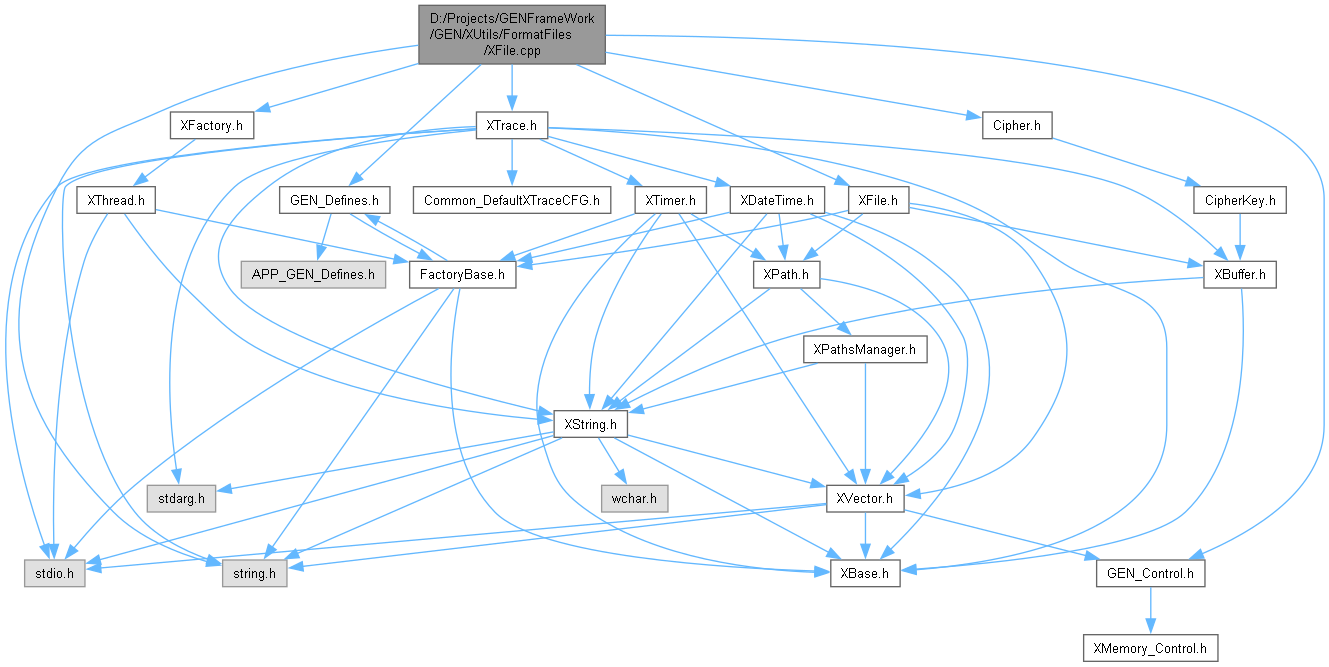 D:/Projects/GENFrameWork
/GEN/XUtils/FormatFiles
/XFile.cpp
XFactory.h
XTrace.h
Cipher.h
XThread.h
GEN_Defines.h
Common_DefaultXTraceCFG.h
XTimer.h
XDateTime.h
XFile.h
CipherKey.h
APP_GEN_Defines.h
FactoryBase.h
XPath.h
XBuffer.h
XPathsManager.h
XString.h
stdarg.h
wchar.h
XVector.h
stdio.h
string.h
XBase.h
GEN_Control.h
XMemory_Control.h